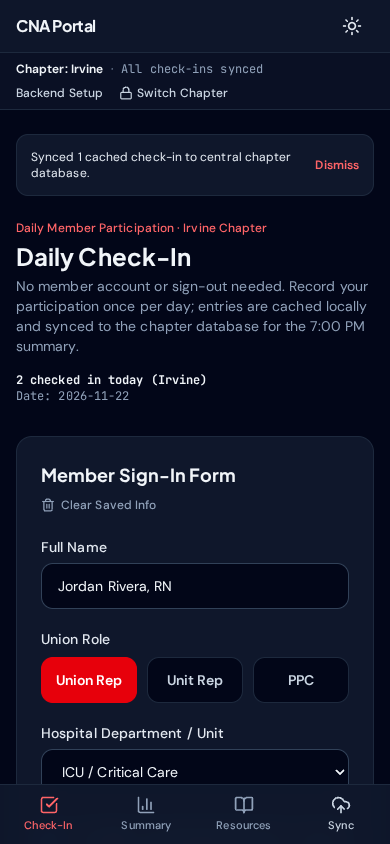 CNA Portal
Chapter: Irvine · All check-ins synced
Backend Setup Switch Chapter
Synced 1 cached check-in to central chapter
database.
Dismiss
Daily Member Participation · Irvine Chapter
Daily Check-In
No member account or sign-out needed. Record your
participation once per day; entries are cached locally
and synced to the chapter database for the 7:00 PM
summary.
2 checked in today (Irvine)
Date: 2026-11-22
Member Sign-In Form
Clear Saved Info
Full Name
Jordan Rivera, RN
Union Role
Union Rep Unit Rep PPC
Hospital Department / Unit
ICU / Critical Care
Check-In Summary Resources Sync